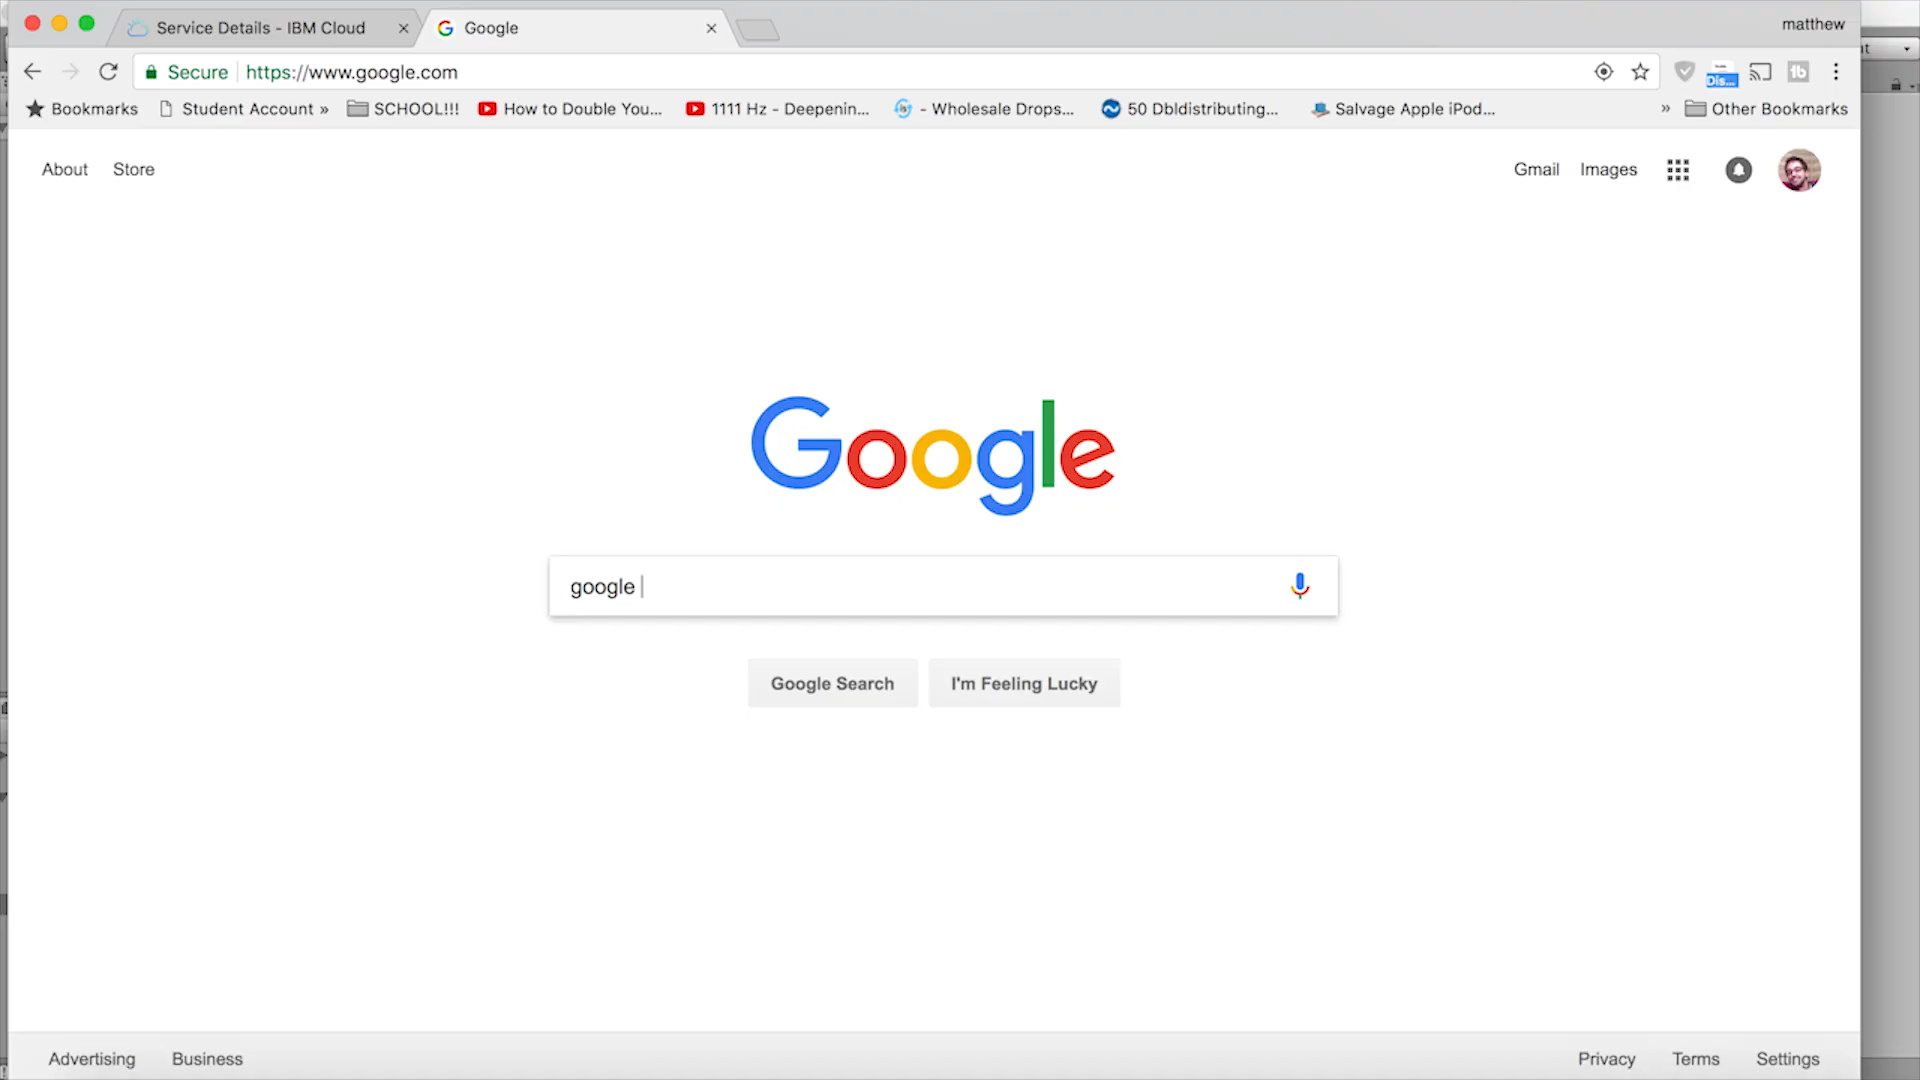 Service Details - IBM Cloud
Google
matthew
Secure https://www.google.com
Dis...
Bookmarks Student Account » SCHOOL!!! How to Double You... 1111 Hz - Deepenin... - Wholesale Drops... 50 Dbldistributing... Salvage Apple iPod... » Other Bookmarks
About Store
Gmail Images
Google
google
Google Search I'm Feeling Lucky
Advertising Business
Privacy Terms Settings